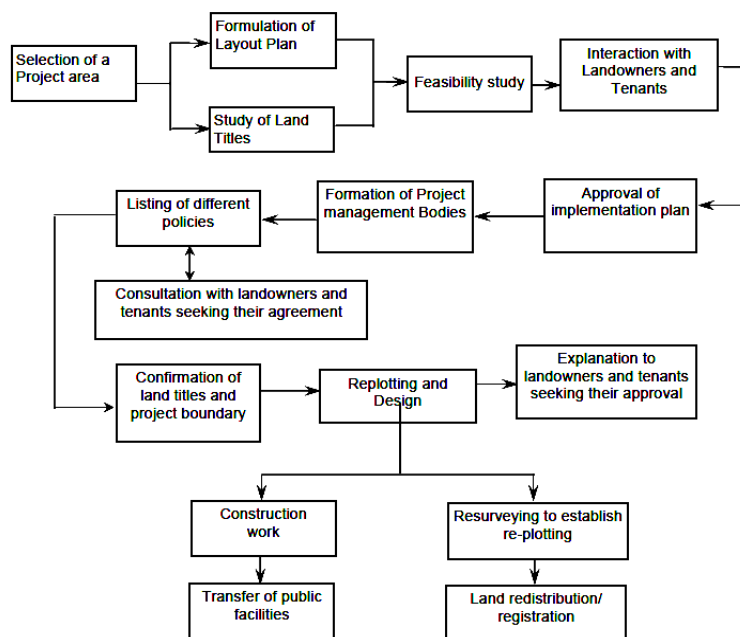 Formulation of
Layout Plan
Selection of a
Project area
Study of Land
Titles
Feasibility study
Interaction with
Landowners and
Tenants
Listing of different
policies
Formation of Project
management Bodies
Approval of
implementation plan
Consultation with landowners and
tenants seeking their agreement
Confirmation of
land titles and
project boundary
Replotting and
Design
Explanation to
landowners and tenants
seeking their approval
Construction
work
Resurveying to establish
re-plotting
Transfer of public
facilities
Land redistribution/
registration